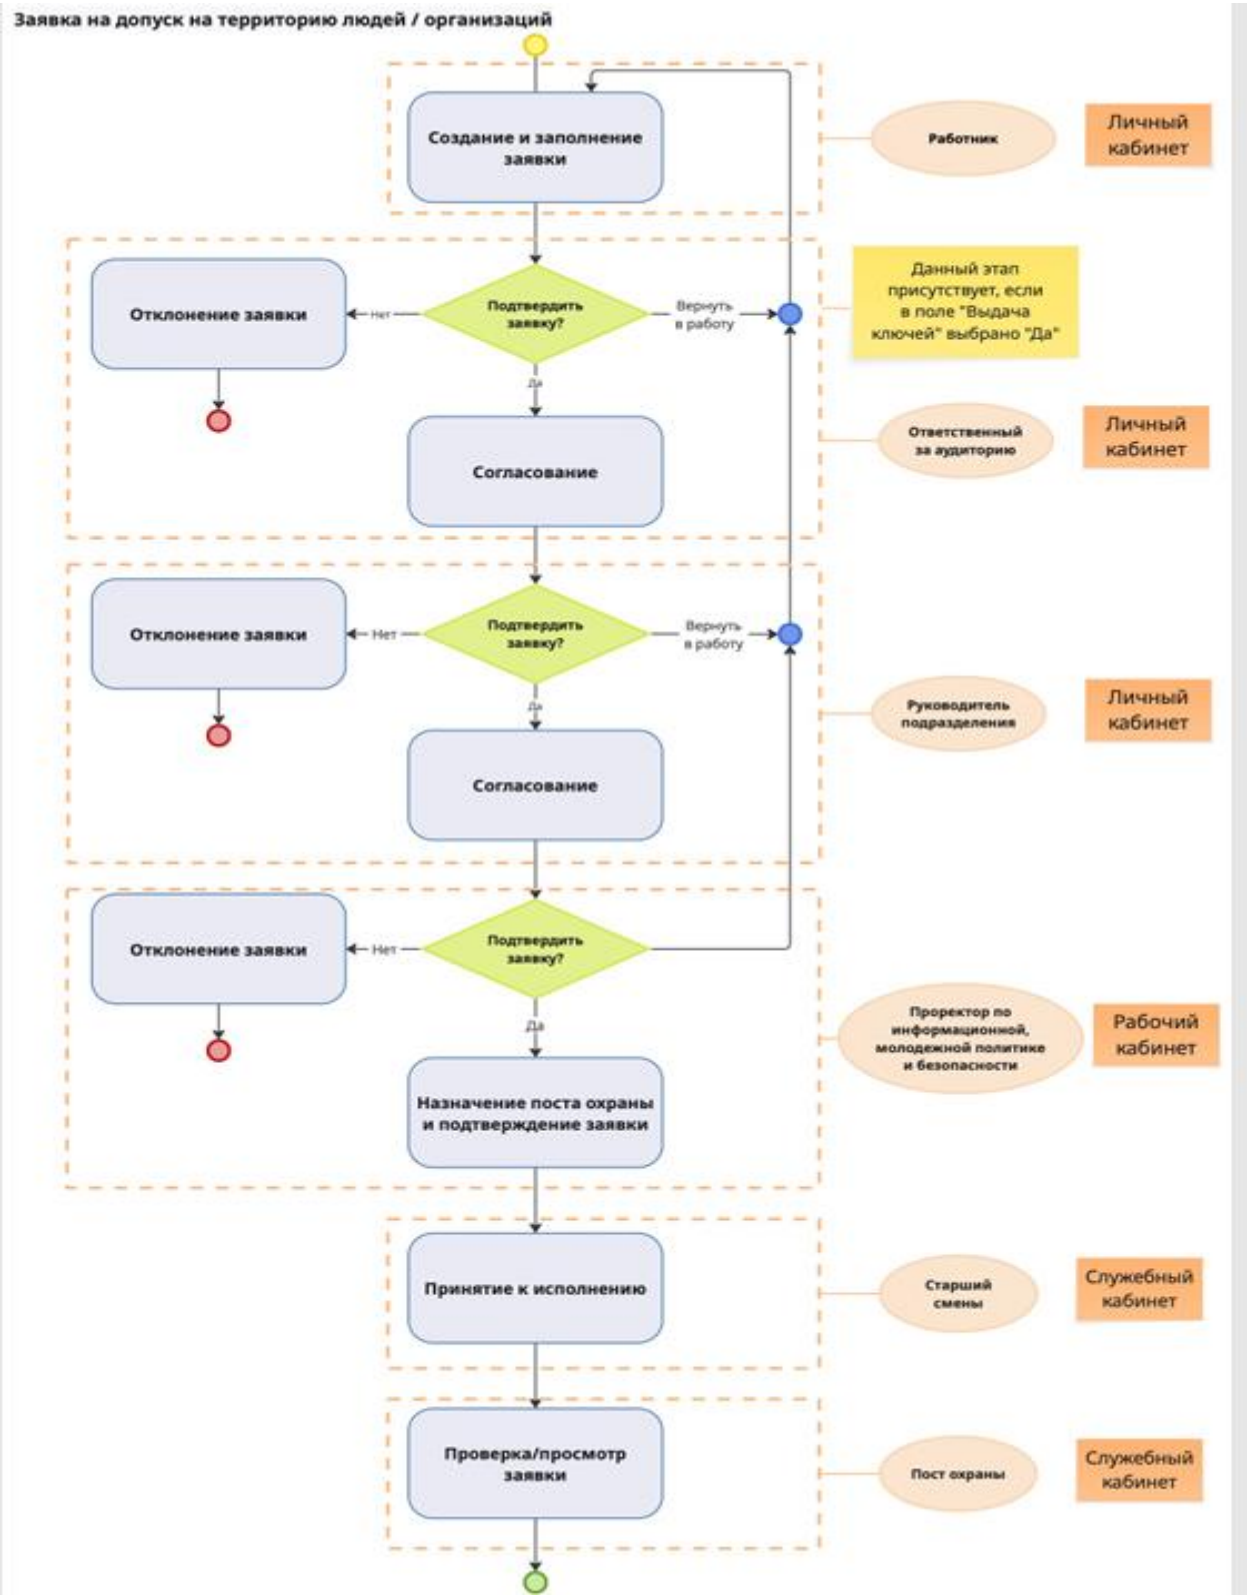 Заявка на допуск на территорию людей / организаций
Создание и заполнение
заявки
Работник
Личный
кабинет
Отклонение заявки
Нет
Подтвердить
заявку?
Вернуть
в работу
Данный этап
присутствует, если
в поле "Выдача
ключей" выбрано "Да"
Да
Согласование
Ответственный
за аудиторию
Личный
кабинет
Отклонение заявки
Нет
Подтвердить
заявку?
Вернуть
в работу
Да
Согласование
Руководитель
подразделения
Личный
кабинет
Отклонение заявки
Нет
Подтвердить
заявку?
Да
Назначение поста охраны
и подтверждение заявки
Проректор по
информационной,
молодежной политике
и безопасности
Рабочий
кабинет
Принятие к исполнению
Старший
смены
Служебный
кабинет
Проверка/просмотр
заявки
Пост охраны
Служебный
кабинет